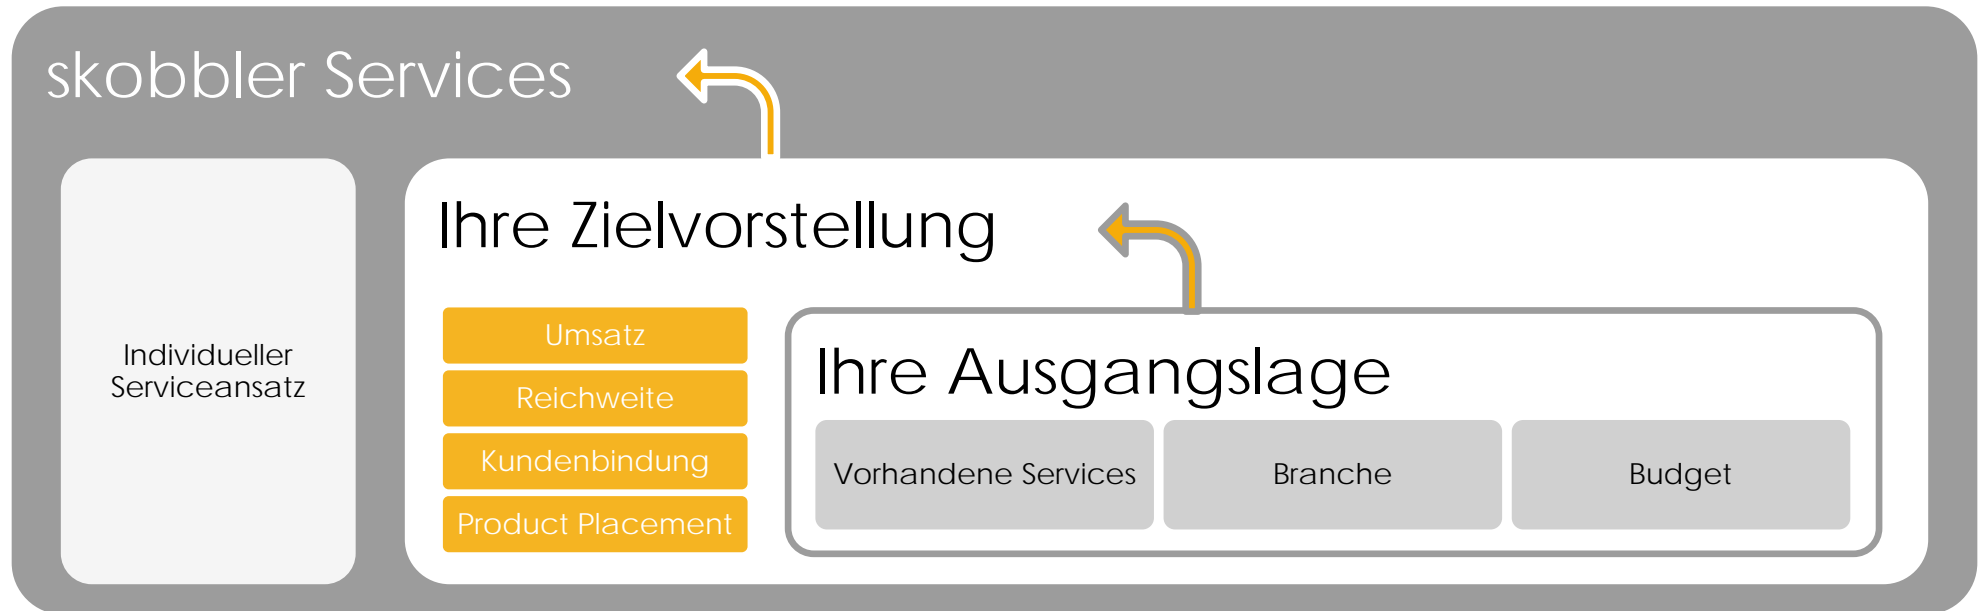 skobbler Services
Individueller
Serviceansatz
Ihre Zielvorstellung
Umsatz
Reichweite
Kundenbindung
Product Placement
Ihre Ausgangslage
Vorhandene Services
Branche
Budget